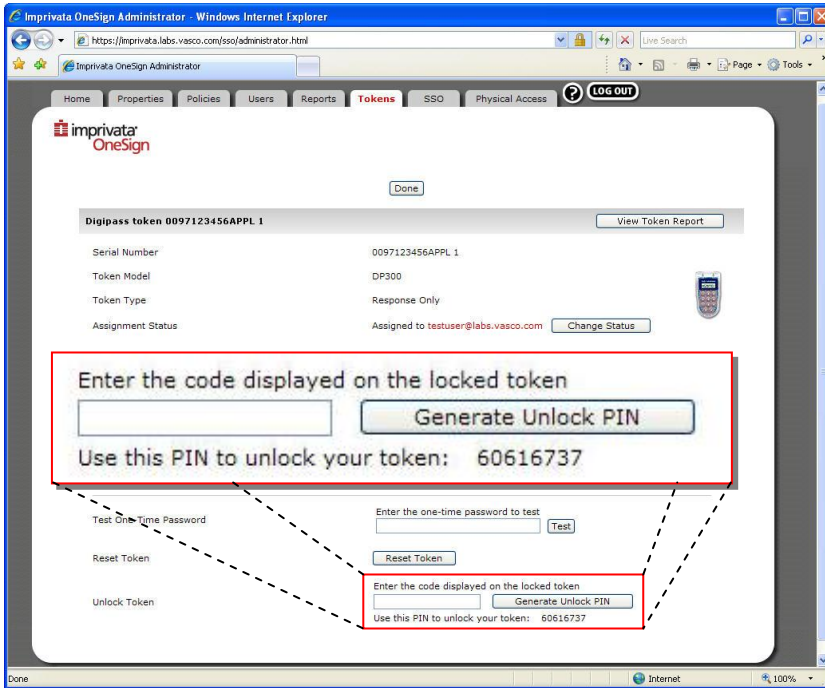 Imprivata OneSign Administrator - Windows Internet Explorer
https://imprivata.labs.vasco.com/sso/administrator.html
Live Search
Imprivata OneSign Administrator
Page
Tools
Home Properties Policies Users Reports Tokens SSO Physical Access ? LOG OUT
imprivata
OneSign
Done
Digipass token 0097123456APPL 1 View Token Report
Serial Number 0097123456APPL 1
Token Model DP300
Token Type Response Only
Assignment Status Assigned to testuser@labs.vasco.com Change Status
Enter the code displayed on the locked token
Generate Unlock PIN
Use this PIN to unlock your token: 60616737
Enter the one-time password to test
Test One-Time Password Test
Reset Token Reset Token
Enter the code displayed on the locked token
Unlock Token Generate Unlock PIN
Use this PIN to unlock your token: 60616737
Done Internet 100%